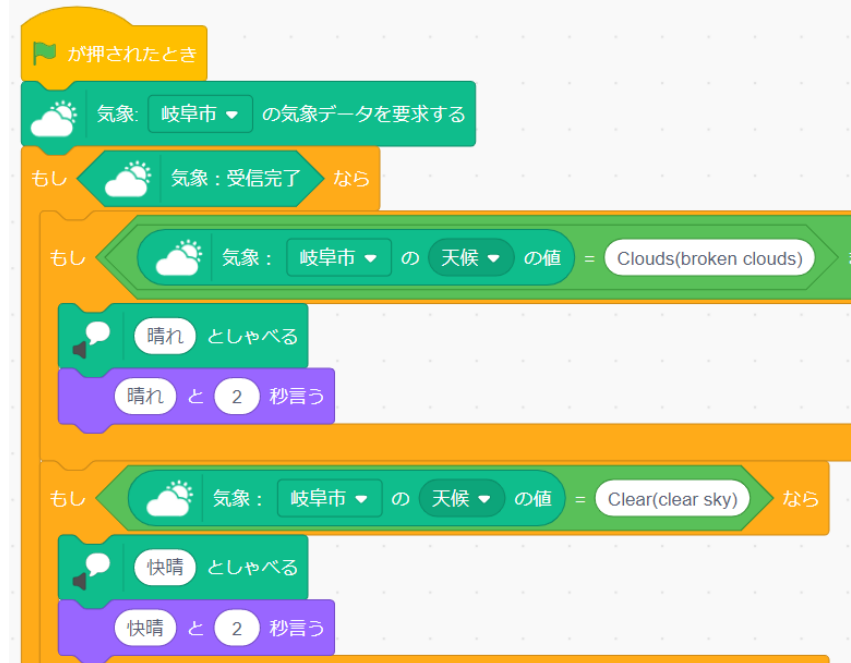 が押されたとき
気象: 岐阜市 の気象データを要求する
もし 気象：受信完了 なら
もし 気象： 岐阜市 の 天候 の値 = Clouds(broken clouds)
晴れ としゃべる
晴れ と 2 秒言う
もし 気象： 岐阜市 の 天候 の値 = Clear(clear sky) なら
快晴 としゃべる
快晴 と 2 秒言う